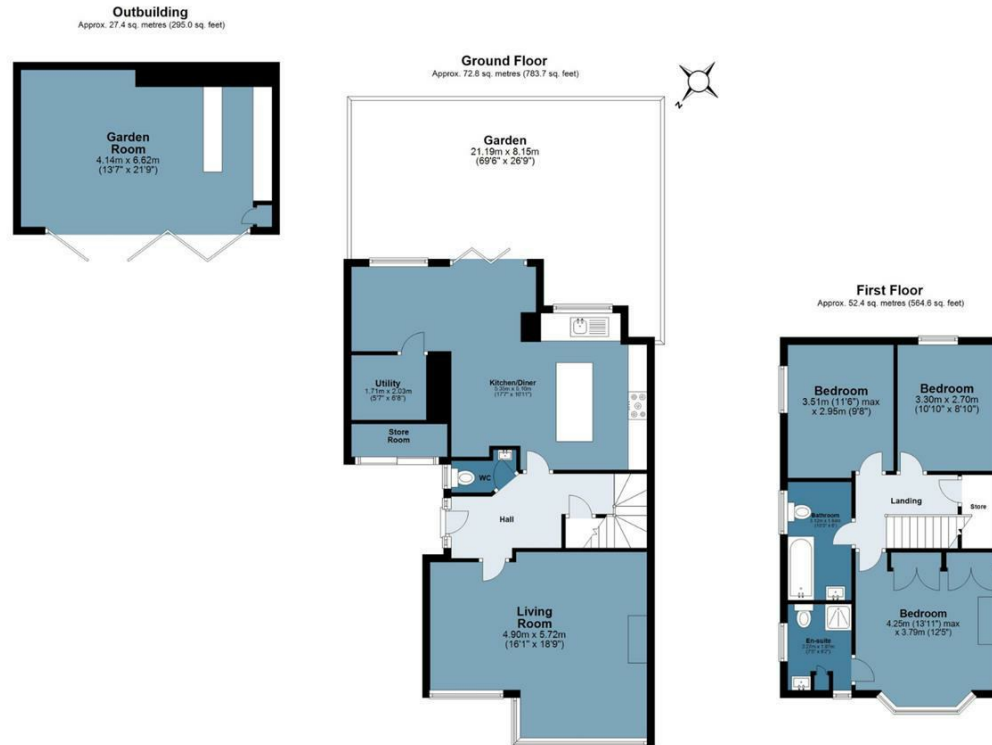 Outbuilding
Approx. 27.4 sq. metres (295.0 sq. feet)
Garden
Room
4.14m x 6.62m
(13'7" x 21'9")
Ground Floor
Approx. 72.8 sq. metres (783.7 sq. feet)
N
Garden
21.19m x 8.15m
(69'6" x 26'9")
Utility
1.71m x 2.03m
(5'7" x 6'8")
Kitchen/Diner
Store
Room
WC
Hall
Living
Room
4.90m x 5.72m
(16'1" x 18'9")
First Floor
Approx. 52.4 sq. metres (564.6 sq. feet)
Bedroom
3.51m (11'6") max
x 2.95m (9'8")
Bedroom
3.30m x 2.70m
(10'10" x 8'10")
Landing
Store
Bathroom
Bedroom
4.25m (13'11") max
x 3.79m (12'5")
En-suite